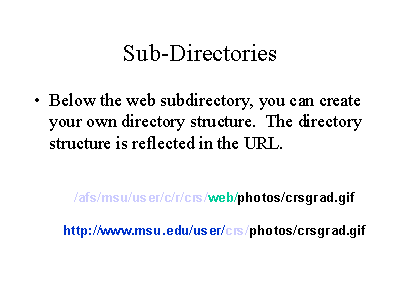 Sub-Directories
• Below the web subdirectory, you can create
your own directory structure.  The directory
structure is reflected in the URL.
/afs/msu/user/c/r/crs/web/photos/crsgrad.gif
http://www.msu.edu/user/crs/photos/crsgrad.gif